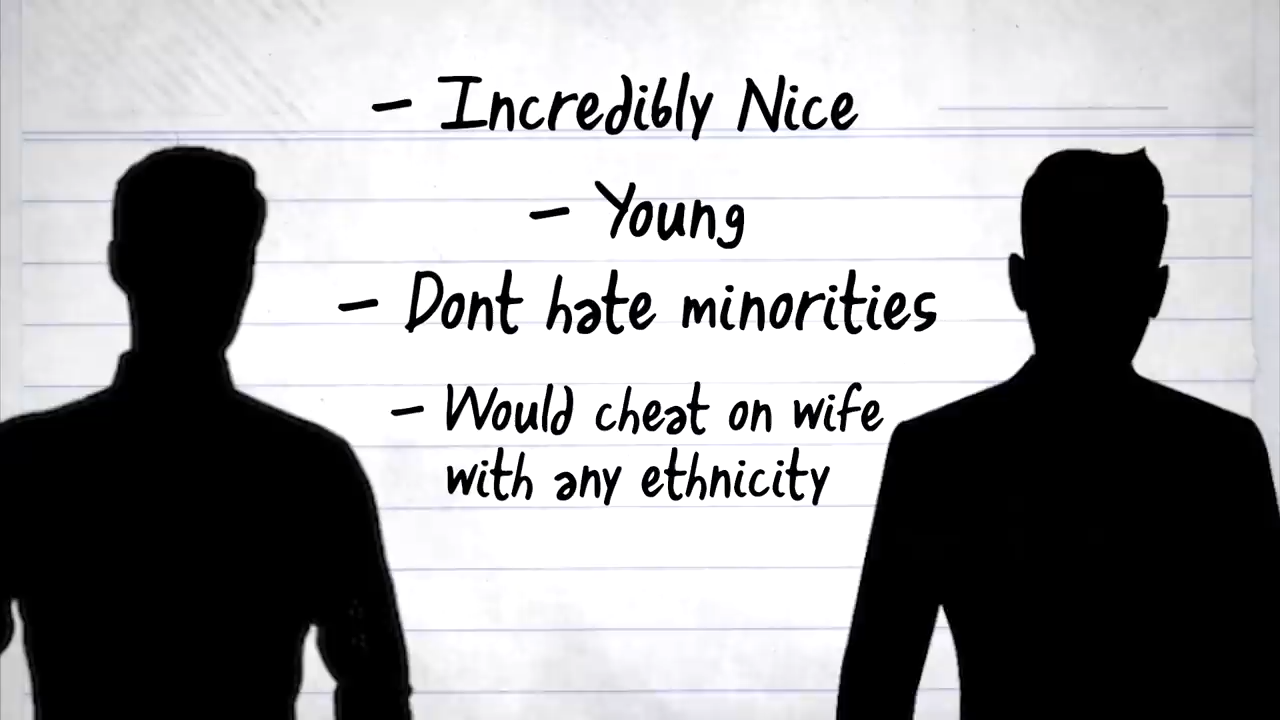 - Incredibly Nice
- Young
- Dont hate minorities
- Would cheat on wife
with any ethnicity